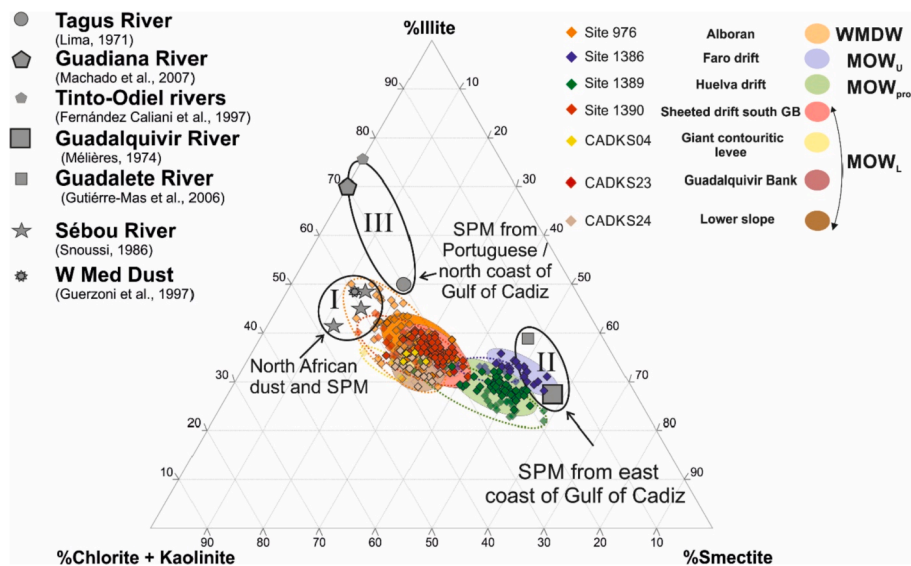 Tagus River
(Lima, 1971)
Guadiana River
(Machado et al., 2007)
Tinto-Odiel rivers
(Fernández Caliani et al., 1997)
Guadalquivir River
(Mélières, 1974)
Guadalete River
(Gutiérre-Mas et al., 2006)
Sébou River
(Snoussi, 1986)
W Med Dust
(Guerzoni et al., 1997)
%Illite
Site 976 Alboran WMDW
Site 1386 Faro drift MOWU
Site 1389 Huelva drift MOWpro
Site 1390 Sheeted drift south GB
CADKS04 Giant contouritic
levee
MOWL
CADKS23 Guadalquivir Bank
CADKS24 Lower slope
90 10
80 20
70 30
60 40
50 50
40 60
30 70
20 80
10 90
III
I
II
SPM from
Portuguese /
north coast of
Gulf of Cadiz
North African
dust and SPM
SPM from east
coast of Gulf of Cadiz
90 80 70 60 50 40 30 20 10
%Chlorite + Kaolinite %Smectite